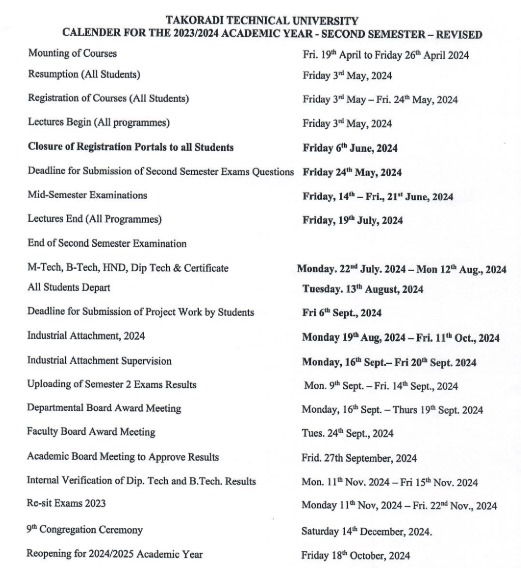 TAKORADI TECHNICAL UNIVERSITY
CALENDER FOR THE 2023/2024 ACADEMIC YEAR - SECOND SEMESTER – REVISED
Mounting of Courses Fri. 19th April to Friday 26th April 2024
Resumption (All Students) Friday 3rd May, 2024
Registration of Courses (All Students) Friday 3rd May – Fri. 24th May, 2024
Lectures Begin (All programmes) Friday 3rd May, 2024
Closure of Registration Portals to all Students Friday 6th June, 2024
Deadline for Submission of Second Semester Exams Questions Friday 24th May, 2024
Mid-Semester Examinations Friday, 14th – Fri., 21st June, 2024
Lectures End (All Programmes) Friday, 19th July, 2024
End of Second Semester Examination
M-Tech, B-Tech, HND, Dip Tech & Certificate Monday. 22nd July. 2024 – Mon 12th Aug., 2024
All Students Depart Tuesday. 13th August, 2024
Deadline for Submission of Project Work by Students Fri 6th Sept., 2024
Industrial Attachment, 2024 Monday 19th Aug, 2024 – Fri. 11th Oct., 2024
Industrial Attachment Supervision Monday, 16th Sept.– Fri 20th Sept. 2024
Uploading of Semester 2 Exams Results Mon. 9th Sept. – Fri. 14th Sept., 2024
Departmental Board Award Meeting Monday, 16th Sept. – Thurs 19th Sept. 2024
Faculty Board Award Meeting Tues. 24th Sept., 2024
Academic Board Meeting to Approve Results Frid. 27th September, 2024
Internal Verification of Dip. Tech and B.Tech. Results Mon. 11th Nov. 2024 – Fri 15th Nov. 2024
Re-sit Exams 2023 Monday 11th Nov, 2024 – Fri. 22nd Nov., 2024
9th Congregation Ceremony Saturday 14th December, 2024.
Reopening for 2024/2025 Academic Year Friday 18th October, 2024